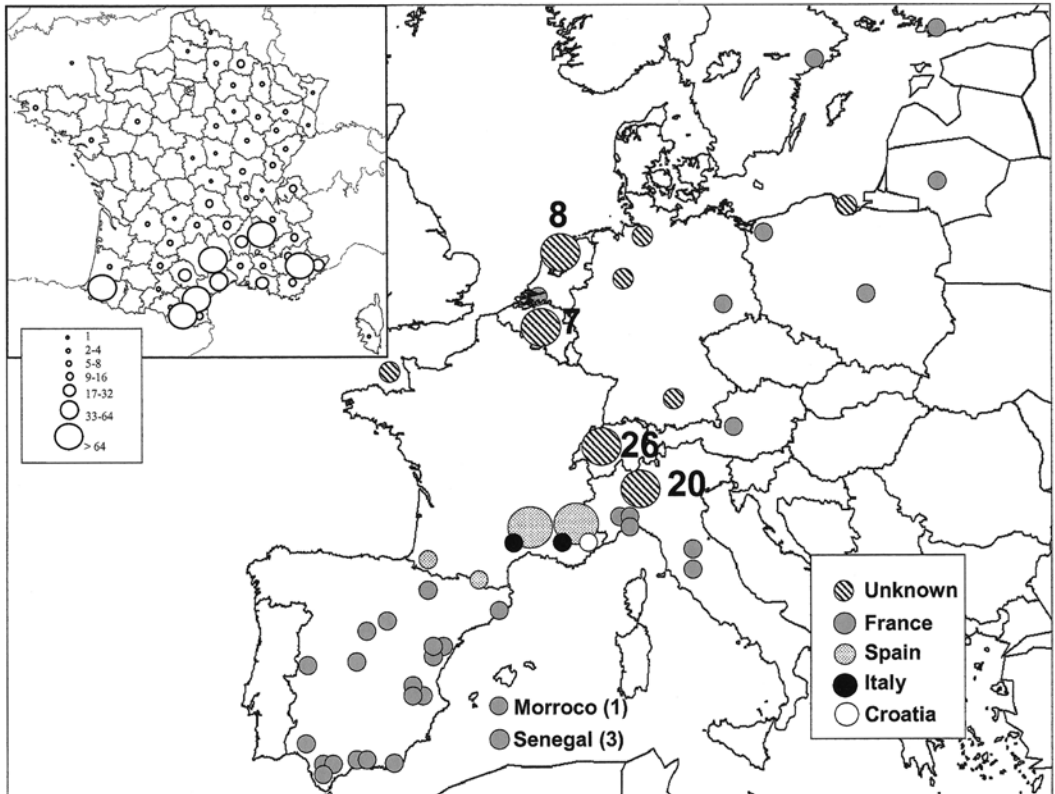 1
2-4
5-8
9-16
17-32
33-64
> 64
8
7
26
20
Unknown
France
Spain
Italy
Croatia
Morroco (1)
Senegal (3)